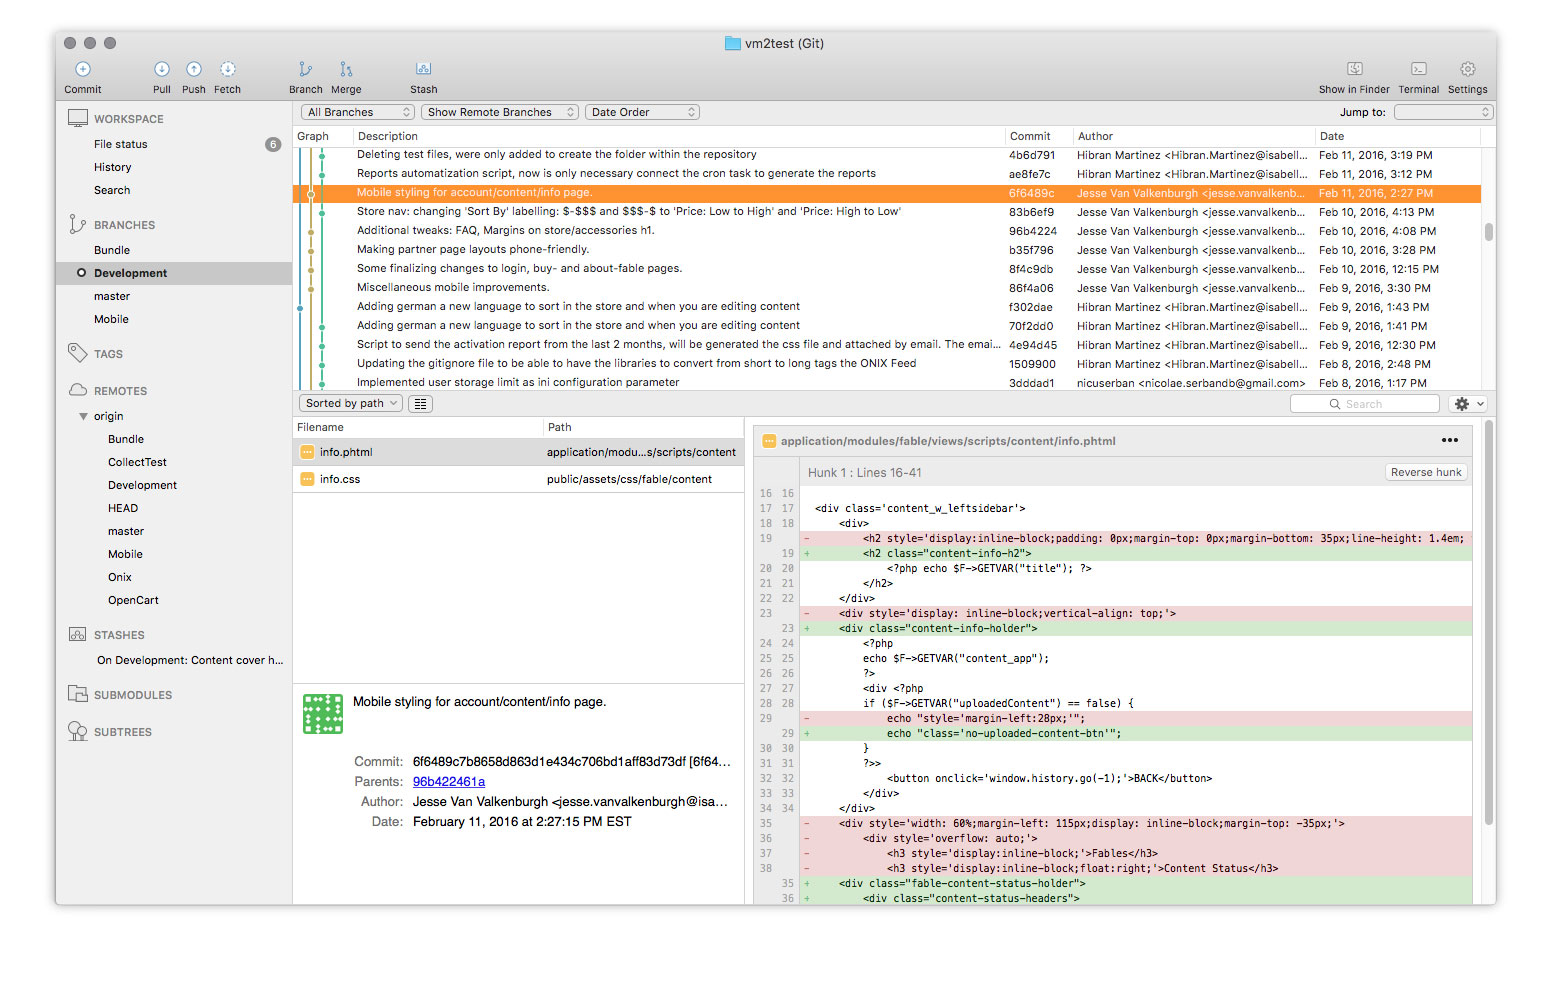 vm2test (Git)
Commit Pull Push Fetch Branch Merge Stash Show in Finder Terminal Settings
WORKSPACE
File status 6
History
Search
BRANCHES
Bundle
Development
master
Mobile
TAGS
REMOTES
origin
Bundle
CollectTest
Development
HEAD
master
Mobile
Onix
OpenCart
STASHES
On Development: Content cover h...
SUBMODULES
SUBTREES
All Branches Show Remote Branches Date Order Jump to:
Graph Description Commit Author Date
Deleting test files, were only added to create the folder within the repository 4b6d791 Hibran Martinez <Hibran.Martinez@isabell... Feb 11, 2016, 3:19 PM
Reports automatization script, now is only necessary connect the cron task to generate the reports ae8fe7c Hibran Martinez <Hibran.Martinez@isabell... Feb 11, 2016, 3:12 PM
Mobile styling for account/content/info page. 6f6489c Jesse Van Valkenburgh <jesse.vanvalkenb... Feb 11, 2016, 2:27 PM
Store nav: changing 'Sort By' labelling: $-$$$ and $$$-$ to 'Price: Low to High' and 'Price: High to Low' 83b6ef9 Jesse Van Valkenburgh <jesse.vanvalkenb... Feb 10, 2016, 4:13 PM
Additional tweaks: FAQ, Margins on store/accessories h1. 96b4224 Jesse Van Valkenburgh <jesse.vanvalkenb... Feb 10, 2016, 4:08 PM
Making partner page layouts phone-friendly. b35f796 Jesse Van Valkenburgh <jesse.vanvalkenb... Feb 10, 2016, 3:28 PM
Some finalizing changes to login, buy- and about-fable pages. 8f4c9db Jesse Van Valkenburgh <jesse.vanvalkenb... Feb 10, 2016, 12:15 PM
Miscellaneous mobile improvements. 86f4a06 Jesse Van Valkenburgh <jesse.vanvalkenb... Feb 9, 2016, 3:30 PM
Adding german a new language to sort in the store and when you are editing content f302dae Hibran Martinez <Hibran.Martinez@isabell... Feb 9, 2016, 1:43 PM
Adding german a new language to sort in the store and when you are editing content 70f2dd0 Hibran Martinez <Hibran.Martinez@isabell... Feb 9, 2016, 1:41 PM
Script to send the activation report from the last 2 months, will be generated the css file and attached by email. The emai... 4e94d45 Hibran Martinez <Hibran.Martinez@isabell... Feb 9, 2016, 12:30 PM
Updating the gitignore file to be able to have the libraries to convert from short to long tags the ONIX Feed 1509900 Hibran Martinez <Hibran.Martinez@isabell... Feb 8, 2016, 2:48 PM
Implemented user storage limit as ini configuration parameter 3dddad1 nicuserban <nicolae.serbandb@gmail.com> Feb 8, 2016, 1:17 PM
Sorted by path Search
Filename Path
info.phtml application/modu...s/scripts/content
info.css public/assets/css/fable/content
Mobile styling for account/content/info page.
Commit: 6f6489c7b8658d863d1e434c706bd1aff83d73df [6f64...
Parents: 96b422461a
Author: Jesse Van Valkenburgh <jesse.vanvalkenburgh@isa...
Date: February 11, 2016 at 2:27:15 PM EST
application/modules/fable/views/scripts/content/info.phtml
Hunk 1 : Lines 16-41 Reverse hunk
16 16
17 17 <div class='content_w_leftsidebar'>
18 18 <div>
19 - <h2 style='display:inline-block;padding: 0px;margin-top: 0px;margin-bottom: 35px;line-height: 1.4em;
19 + <h2 class="content-info-h2">
20 20 <?php echo $F->GETVAR("title"); ?>
21 21 </h2>
22 22 </div>
23 - <div style='display: inline-block;vertical-align: top;'>
23 + <div class="content-info-holder">
24 24 <?php
25 25 echo $F->GETVAR("content_app");
26 26 ?>
27 27 <div <?php
28 28 if ($F->GETVAR("uploadedContent") == false) {
29 - echo "style='margin-left:28px;'";
29 + echo "class='no-uploaded-content-btn'";
30 30 }
31 31 ?>>
32 32 <button onclick='window.history.go(-1);'>BACK</button>
33 33 </div>
34 34 </div>
35 - <div style='width: 60%;margin-left: 115px;display: inline-block;margin-top: -35px;'>
36 - <div style='overflow: auto;'>
37 - <h3 style='display:inline-block;'>Fables</h3>
38 - <h3 style='display:inline-block;float:right;'>Content Status</h3>
35 + <div class="fable-content-status-holder">
36 + <div class="content-status-headers">